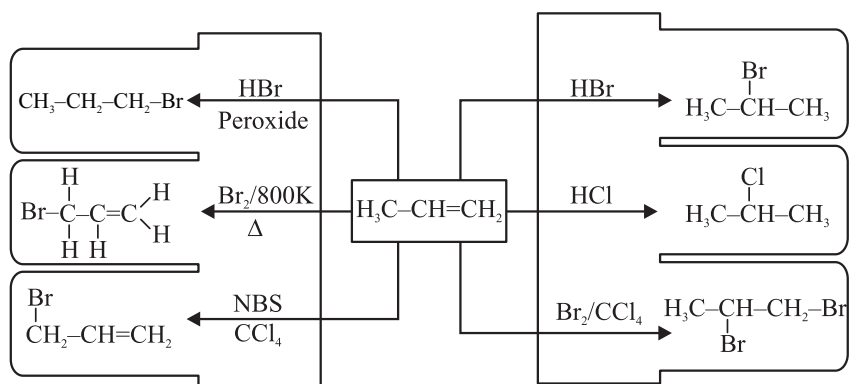 CH₃–CH₂–CH₂–Br
HBr
Peroxide
H H
Br–C–C=C
H H H
Br₂/800K
Δ
Br
CH₂–CH=CH₂
NBS
CCl₄
H₃C–CH=CH₂
HBr
Br
H₃C–CH–CH₃
HCl
Cl
H₃C–CH–CH₃
Br₂/CCl₄
H₃C–CH–CH₂–Br
Br